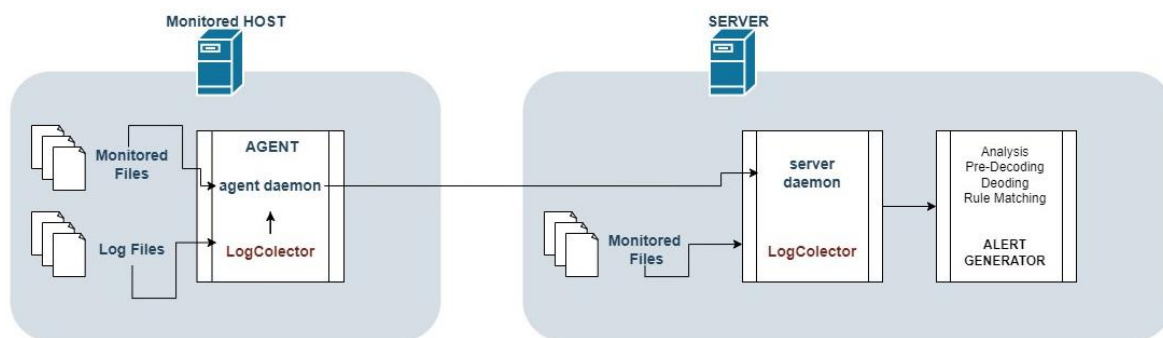 Monitored HOST
Monitored
Files
Log Files
AGENT
agent daemon
LogColector
SERVER
Monitored
Files
server
daemon
LogColector
Analysis
Pre-Decoding
Deoding
Rule Matching
ALERT
GENERATOR